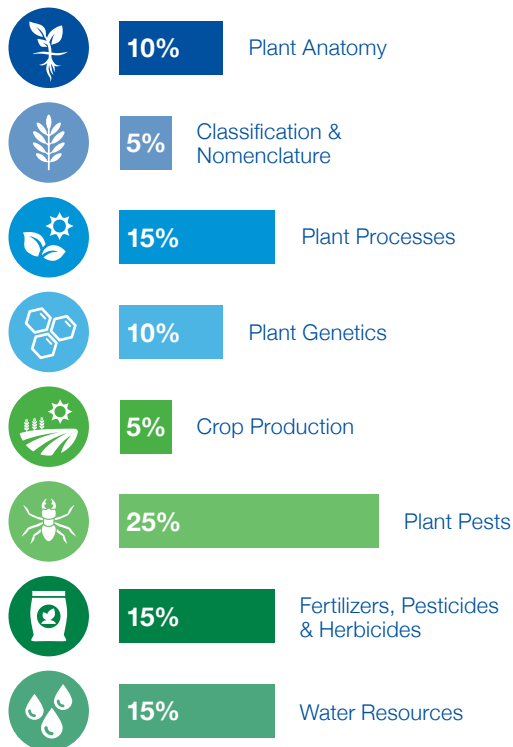 10% Plant Anatomy
5% Classification &
Nomenclature
15% Plant Processes
10% Plant Genetics
5% Crop Production
25% Plant Pests
15% Fertilizers, Pesticides
& Herbicides
15% Water Resources